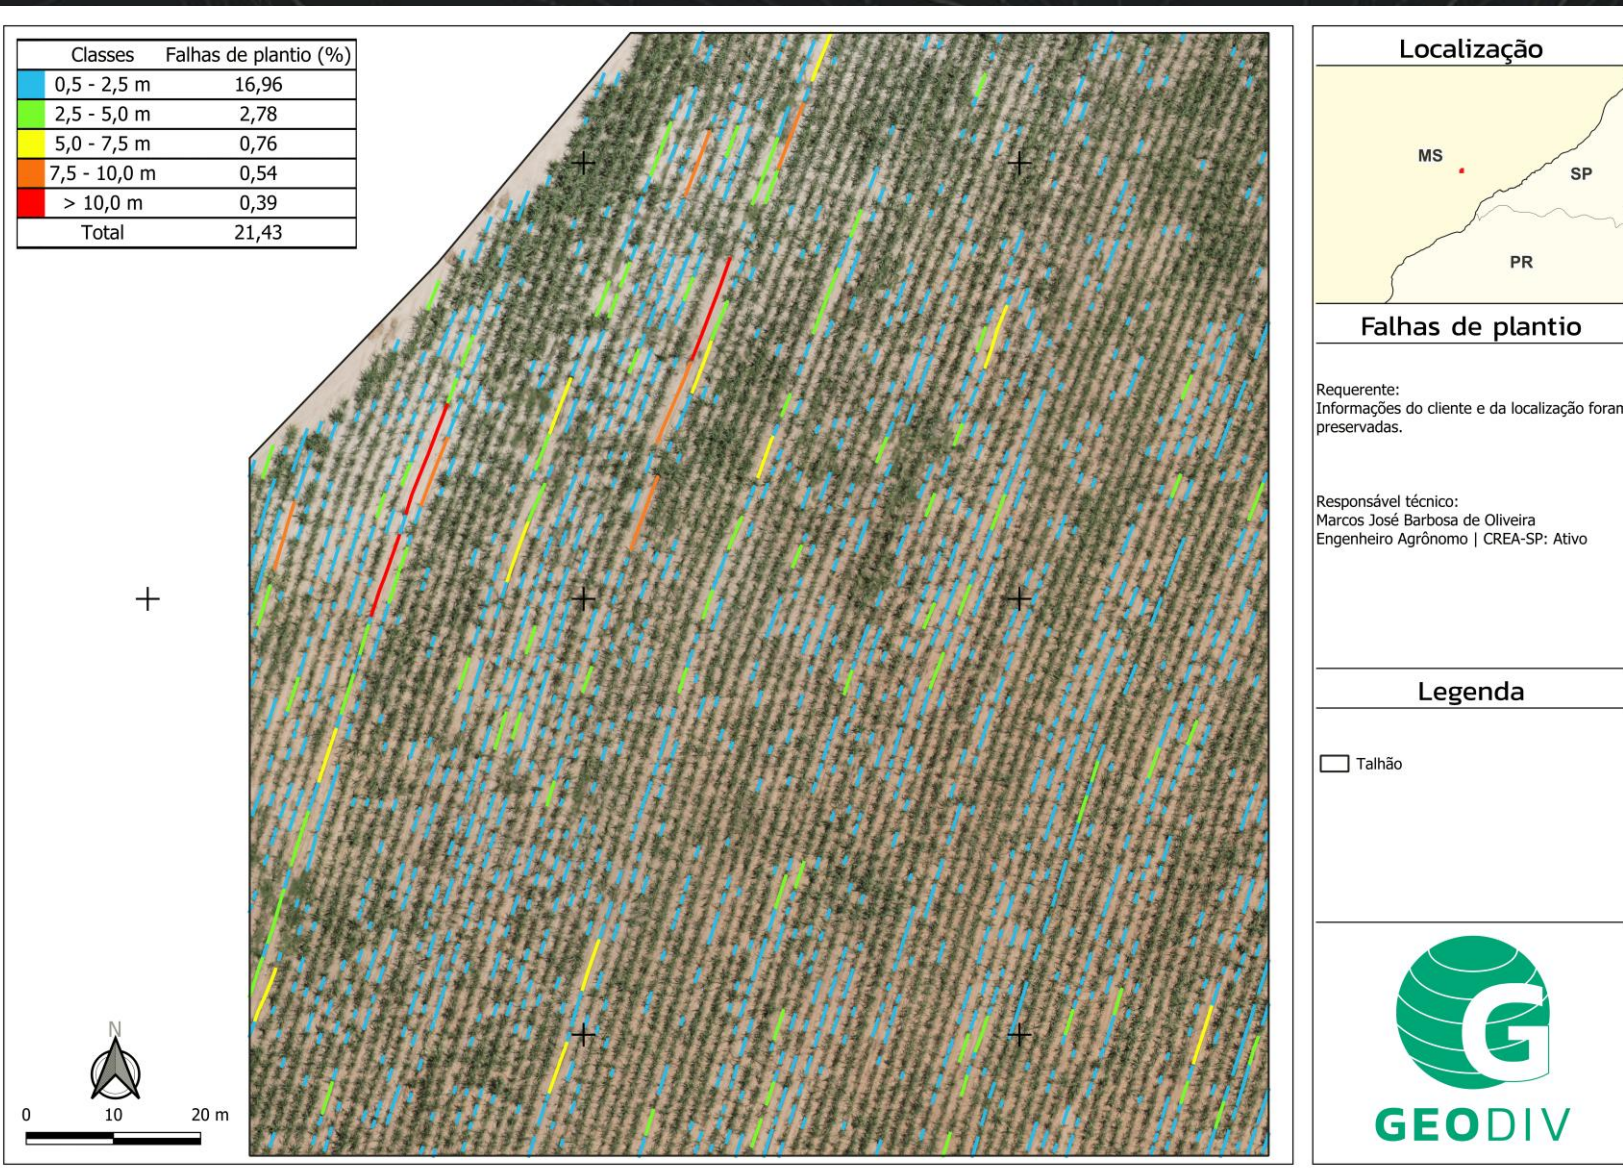 Classes Falhas de plantio (%)
0,5 - 2,5 m 16,96
2,5 - 5,0 m 2,78
5,0 - 7,5 m 0,76
7,5 - 10,0 m 0,54
> 10,0 m 0,39
Total 21,43
N
0 10 20 m
Localização
MS
SP
PR
Falhas de plantio
Requerente:
Informações do cliente e da localização foram
preservadas.
Responsável técnico:
Marcos José Barbosa de Oliveira
Engenheiro Agrônomo | CREA-SP: Ativo
Legenda
Talhão
G
GEODIV